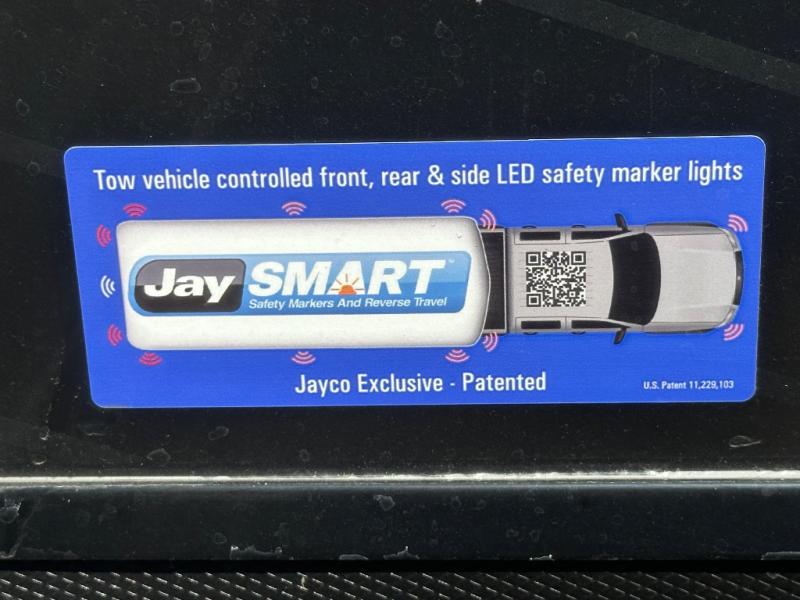 Tow vehicle controlled front, rear & side LED safety marker lights
Jay SMART™
Safety Markers And Reverse Travel
Jayco Exclusive - Patented
U.S. Patent 11,229,103